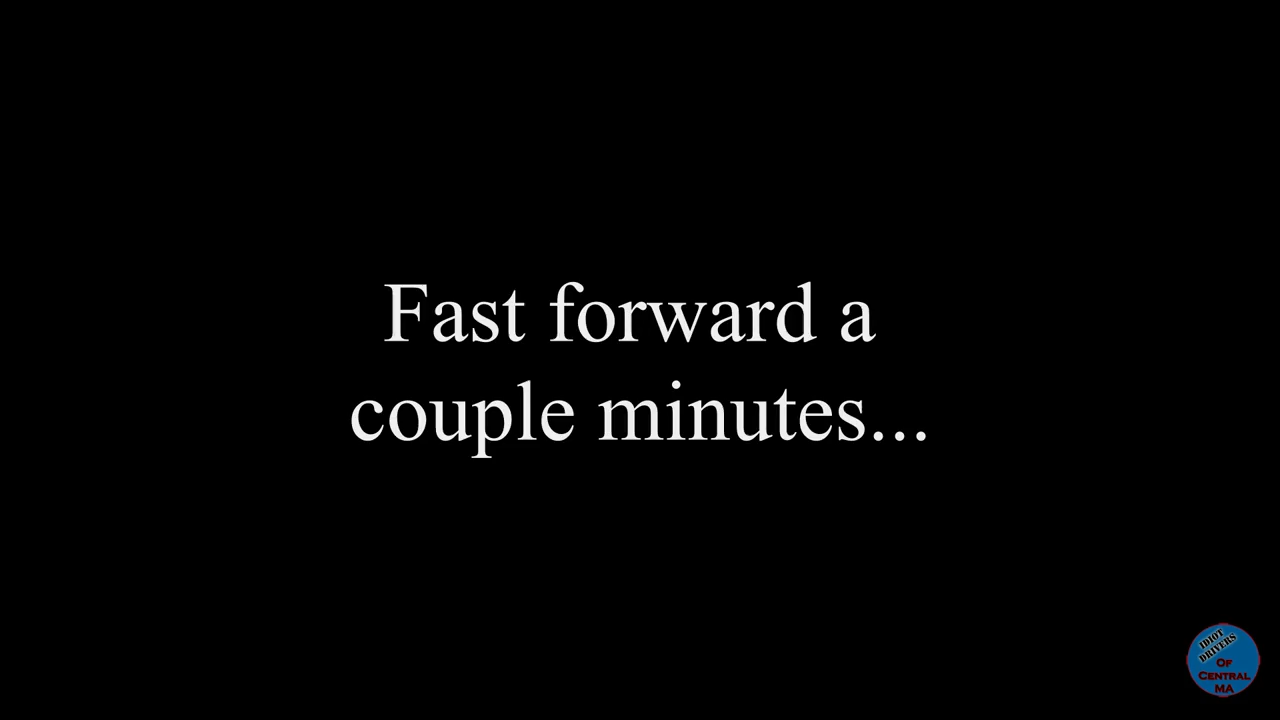 Fast forward a
couple minutes...
IDIOT
DRIVERS
OF
CENTRAL
MA